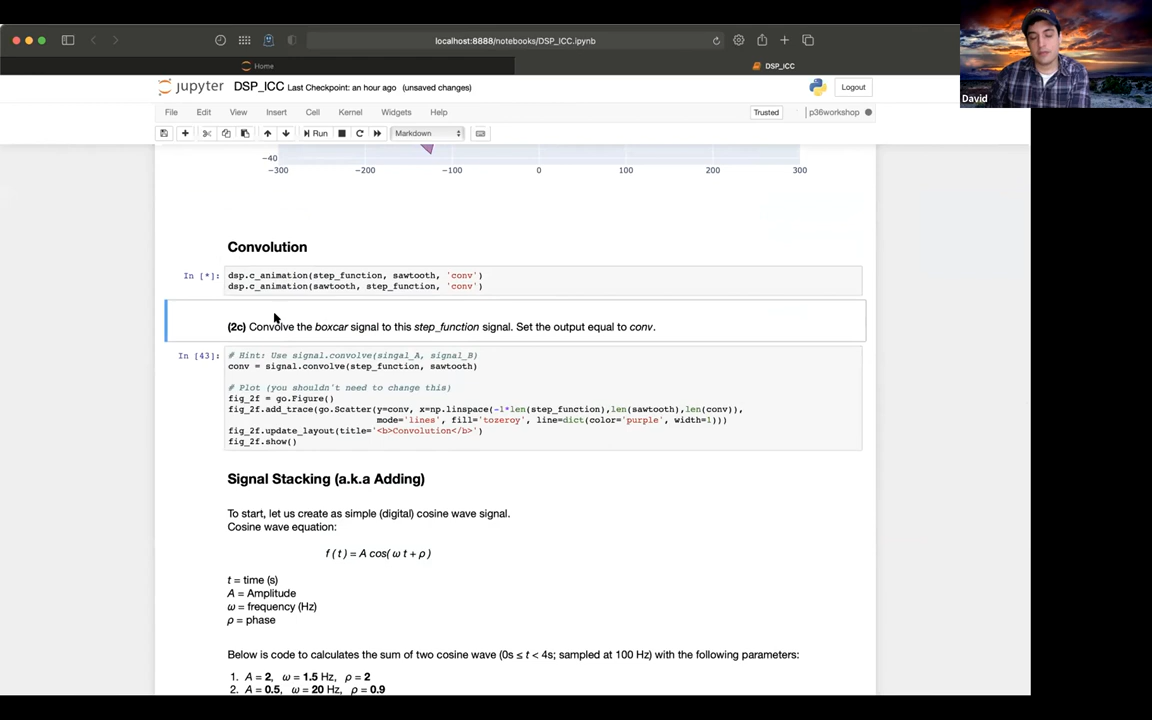 localhost:8888/notebooks/DSP_ICC.ipynb
Home
DSP_ICC
jupyter DSP_ICC Last Checkpoint: an hour ago (unsaved changes)
Logout
File Edit View Insert Cell Kernel Widgets Help
Trusted
p36workshop
Run
Markdown
David
-40
-300 -200 -100 0 100 200 300
Convolution
In [*]: dsp.c_animation(step_function, sawtooth, 'conv')
dsp.c_animation(sawtooth, step_function, 'conv')
(2c) Convolve the boxcar signal to this step_function signal. Set the output equal to conv.
In [43]: # Hint: Use signal.convolve(singal_A, signal_B)
conv = signal.convolve(step_function, sawtooth)
# Plot (you shouldn't need to change this)
fig_2f = go.Figure()
fig_2f.add_trace(go.Scatter(y=conv, x=np.linspace(-1*len(step_function),len(sawtooth),len(conv)),
mode='lines', fill='tozeroy', line=dict(color='purple', width=1)))
fig_2f.update_layout(title='<b>Convolution</b>')
fig_2f.show()
Signal Stacking (a.k.a Adding)
To start, let us create as simple (digital) cosine wave signal.
Cosine wave equation:
f ( t ) = A cos( ω t + ρ )
t = time (s)
A = Amplitude
ω = frequency (Hz)
ρ = phase
Below is code to calculates the sum of two cosine wave (0s ≤ t < 4s; sampled at 100 Hz) with the following parameters:
1. A = 2, ω = 1.5 Hz, ρ = 2
2. A = 0.5, ω = 20 Hz, ρ = 0.9